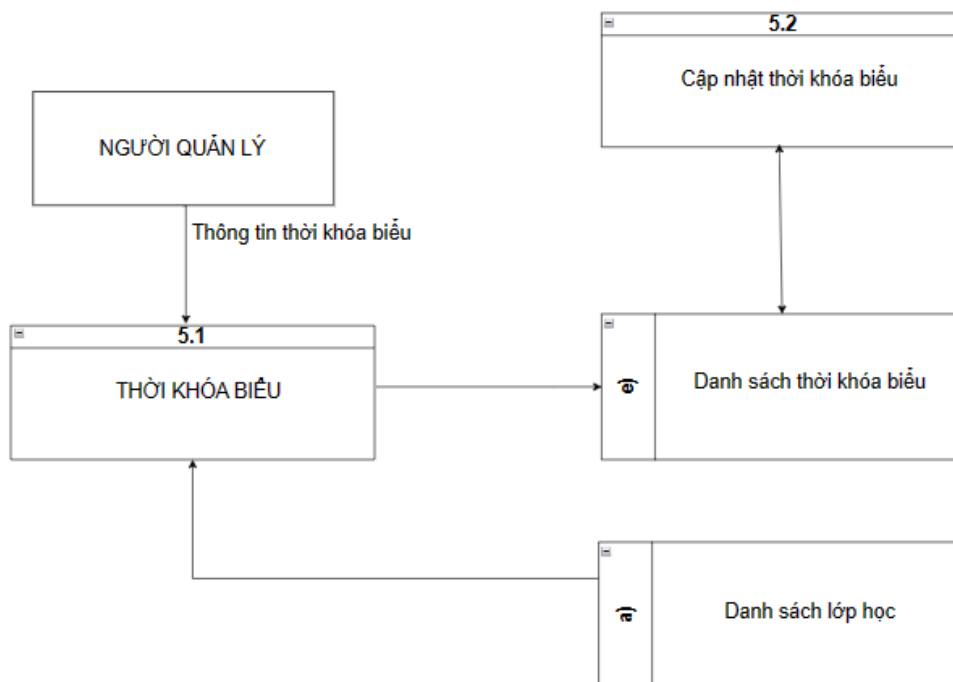 5.2
Cập nhật thời khóa biểu
NGƯỜI QUẢN LÝ
Thông tin thời khóa biểu
5.1
THỜI KHÓA BIỂU
e)
Danh sách thời khóa biểu
a)
Danh sách lớp học